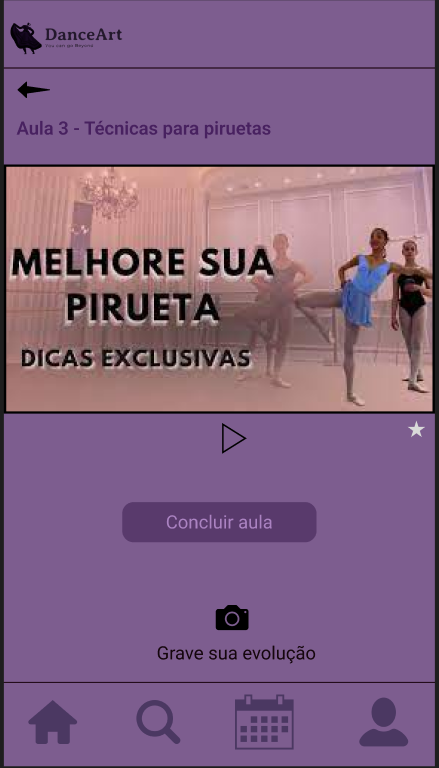 DanceArt
You can go Beyond
Aula 3 - Técnicas para piruetas
MELHORE SUA
PIRUETA
DICAS EXCLUSIVAS
Concluir aula
Grave sua evolução